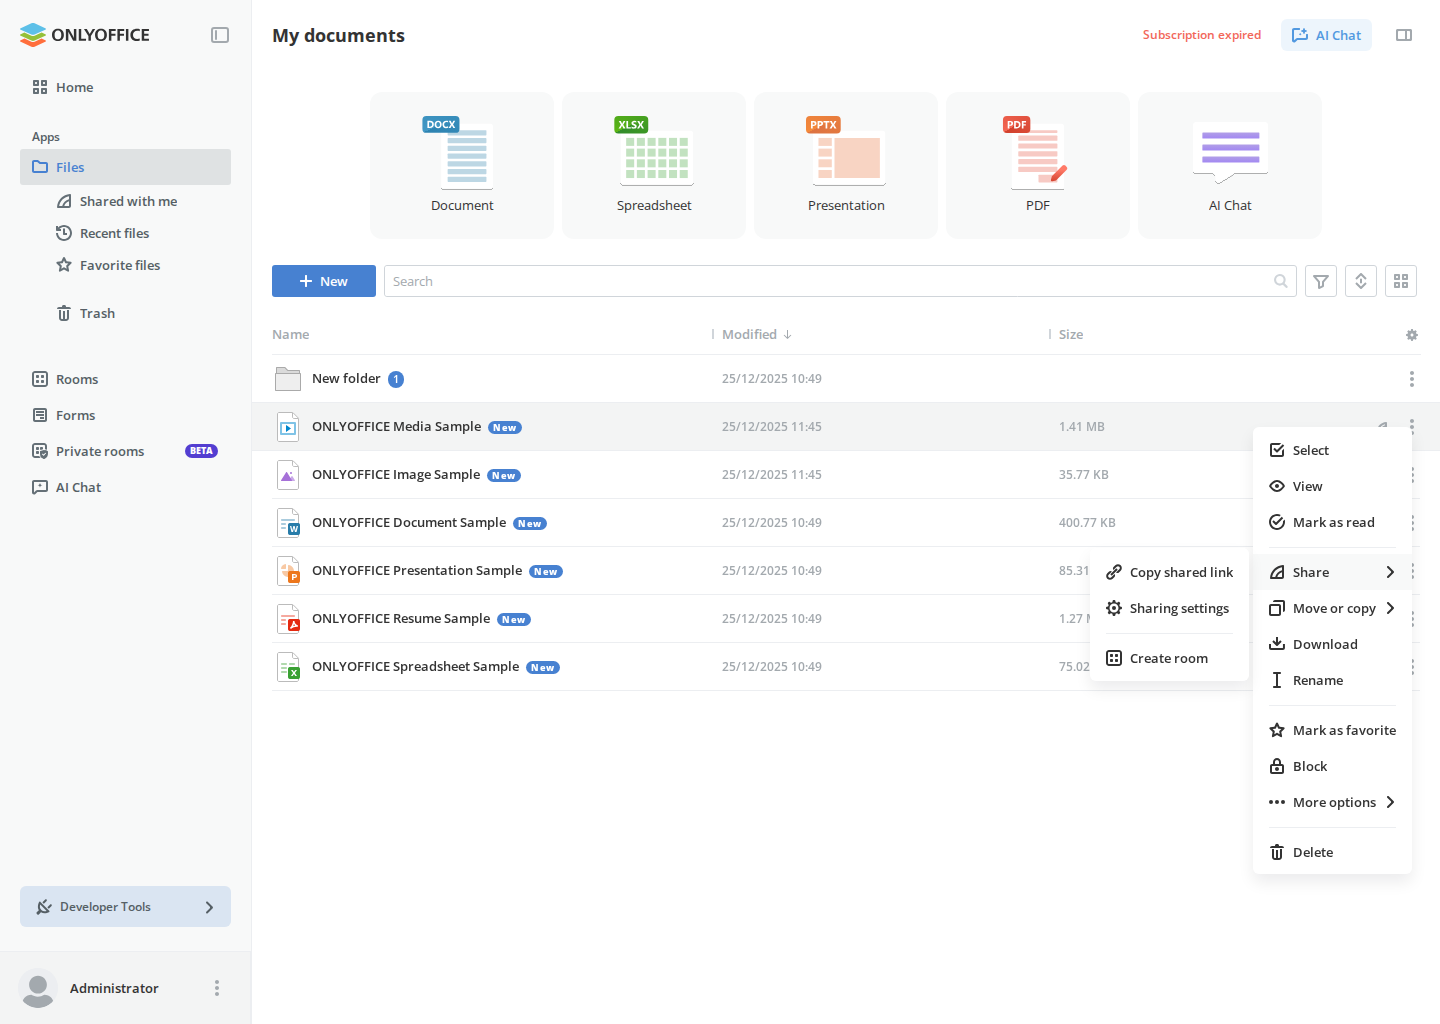 ONLYOFFICE
Home
Apps
Files
Shared with me
Recent files
Favorite files
Trash
Rooms
Forms
Private rooms BETA
AI Chat
Developer Tools
Administrator
My documents
Subscription expired
AI Chat
DOCX
Document
XLSX
Spreadsheet
PPTX
Presentation
PDF
PDF
AI Chat
New
Search
Name Modified Size
New folder 1 25/12/2025 10:49
ONLYOFFICE Media Sample New 25/12/2025 11:45 1.41 MB
ONLYOFFICE Image Sample New 25/12/2025 11:45 35.77 KB
W
ONLYOFFICE Document Sample New 25/12/2025 10:49 400.77 KB
P
ONLYOFFICE Presentation Sample New 25/12/2025 10:49 85.31
ONLYOFFICE Resume Sample New 25/12/2025 10:49 1.27
X
ONLYOFFICE Spreadsheet Sample New 25/12/2025 10:49 75.02
Copy shared link
Sharing settings
Create room
Select
View
Mark as read
Share
Move or copy
Download
Rename
Mark as favorite
Block
More options
Delete